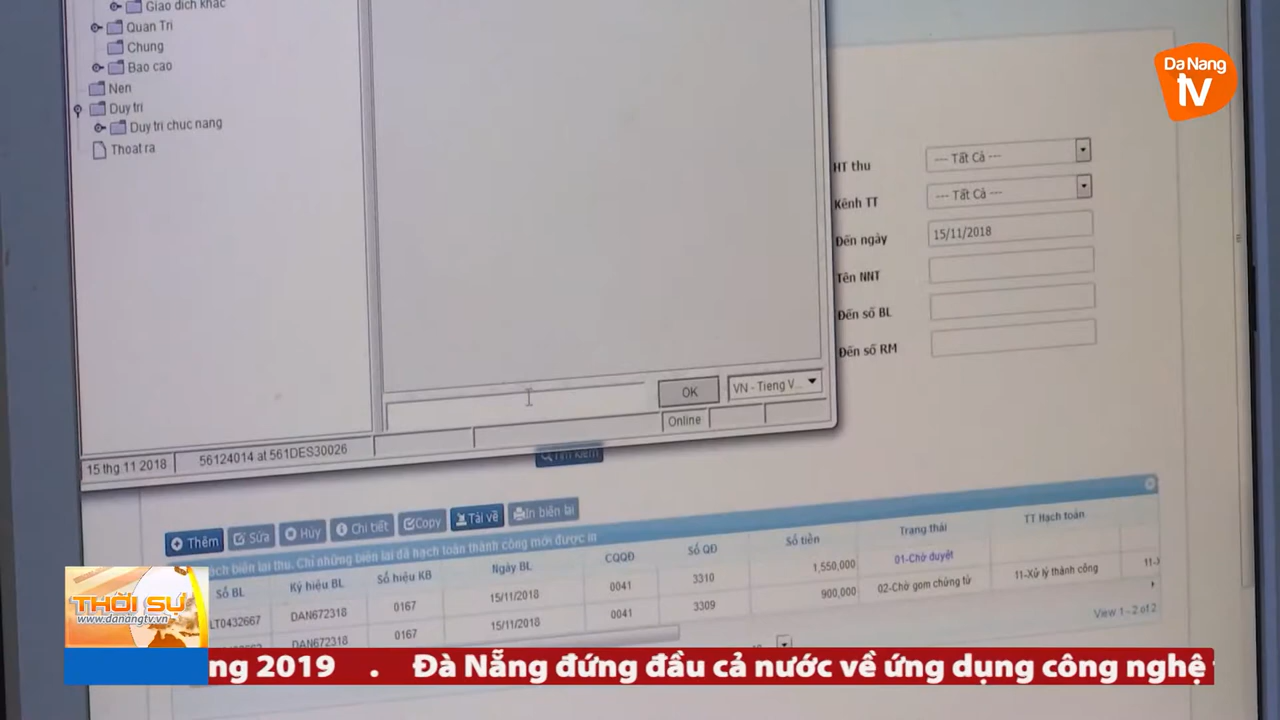 Giao dich khac
Quan Tri
Chung
Bao cao
Nen
Duy tri
Duy tri chuc nang
Thoat ra
Da Nang
tv
HT thu
--- Tất Cả ---
Kênh TT
--- Tất Cả ---
Đến ngày
15/11/2018
Tên NNT
Đến số BL
Đến số RM
OK
VN - Tieng V...
Online
15 thg 11 2018
56124014 at 561DES30026
Tìm kiếm
Thêm
Sửa
Hủy
Chi tiết
Copy
Tải về
In biên lai
ách biên lai thu. Chỉ những biên lai đã hạch toán thành công mới được in
Số BL
Ký hiệu BL
Số hiệu KB
Ngày BL
CQQĐ
Số QĐ
Số tiền
Trạng thái
TT Hạch toán
LT0432667
DAN672318
0167
15/11/2018
0041
3310
1,550,000
01-Chờ duyệt
DAN672318
0167
15/11/2018
0041
3309
900,000
02-Chờ gom chứng từ
11-Xử lý thành công
View 1 - 2 of 2
THỜI SỰ
www.danangtv.vn
ng 2019 . Đà Nẵng đứng đầu cả nước về ứng dụng công nghệ